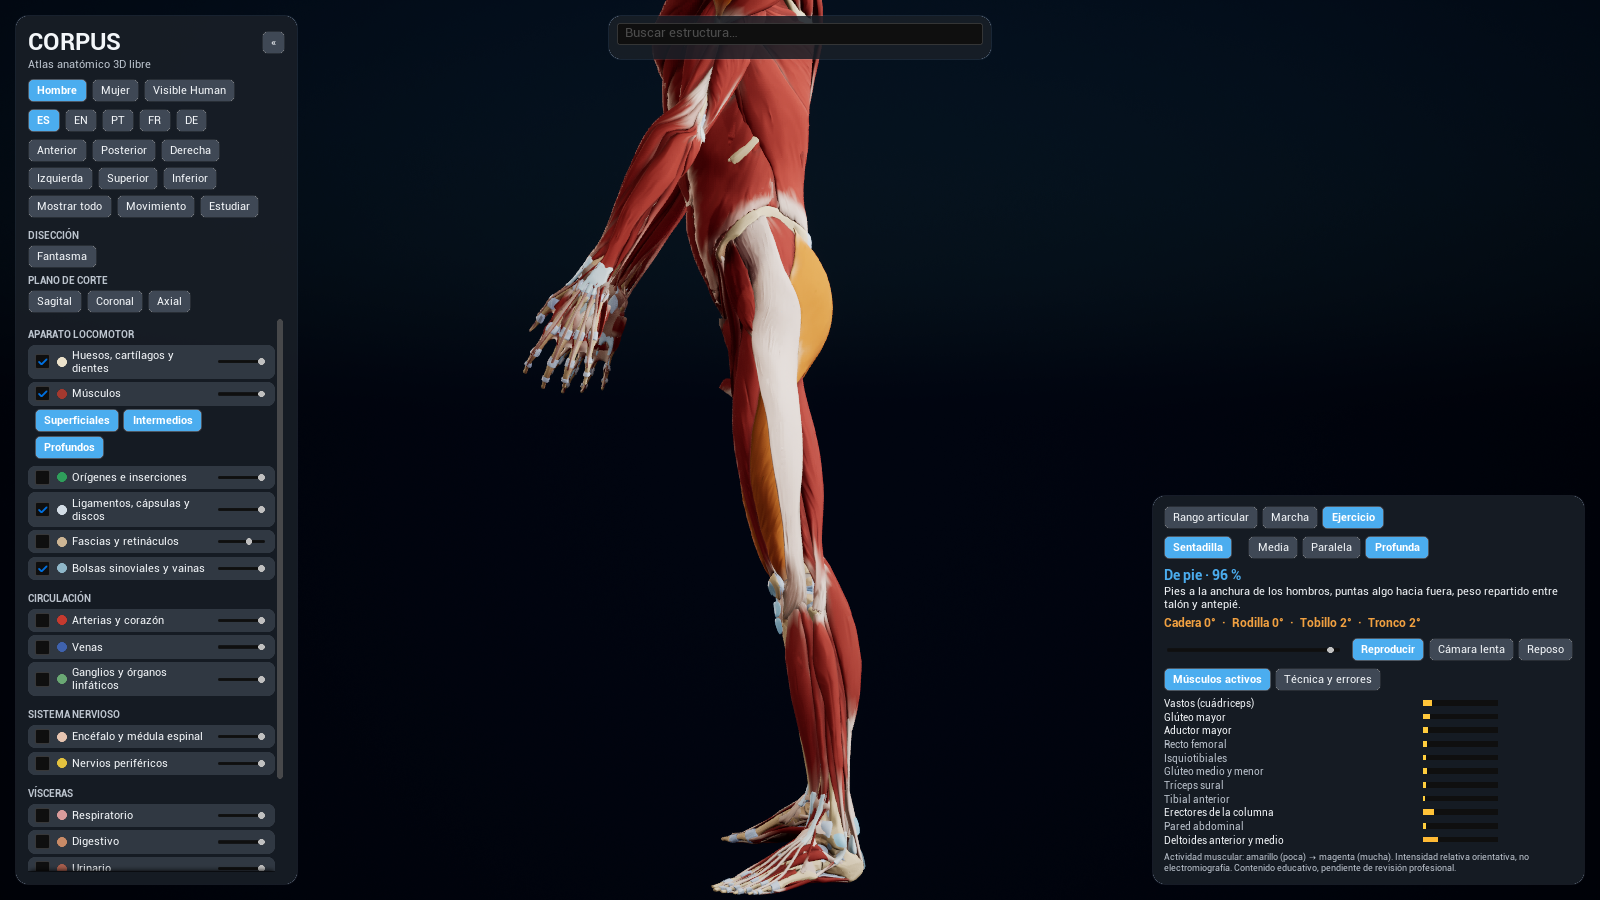 CORPUS
«
Atlas anatómico 3D libre
Hombre Mujer Visible Human
ES EN PT FR DE
Anterior Posterior Derecha
Izquierda Superior Inferior
Mostrar todo Movimiento Estudiar
DISECCIÓN
Fantasma
PLANO DE CORTE
Sagital Coronal Axial
APARATO LOCOMOTOR
Huesos, cartílagos y
dientes
Músculos
Superficiales Intermedios
Profundos
Orígenes e inserciones
Ligamentos, cápsulas y
discos
Fascias y retináculos
Bolsas sinoviales y vainas
CIRCULACIÓN
Arterias y corazón
Venas
Ganglios y órganos
linfáticos
SISTEMA NERVIOSO
Encéfalo y médula espinal
Nervios periféricos
VÍSCERAS
Respiratorio
Digestivo
Urinario
Buscar estructura...
Rango articular Marcha Ejercicio
Sentadilla Media Paralela Profunda
De pie · 96 %
Pies a la anchura de los hombros, puntas algo hacia fuera, peso repartido entre
talón y antepié.
Cadera 0° · Rodilla 0° · Tobillo 2° · Tronco 2°
Reproducir Cámara lenta Reposo
Músculos activos Técnica y errores
Vastos (cuádriceps)
Glúteo mayor
Aductor mayor
Recto femoral
Isquiotibiales
Glúteo medio y menor
Tríceps sural
Tibial anterior
Erectores de la columna
Pared abdominal
Deltoides anterior y medio
Actividad muscular: amarillo (poca) → magenta (mucha). Intensidad relativa orientativa, no
electromiografía. Contenido educativo, pendiente de revisión profesional.